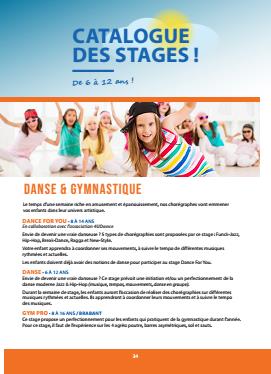 CATALOGUE
DES STAGES !
De 6 à 12 ans !
DANSE & GYMNASTIQUE
Le temps d'une semaine riche en amusement et épanouissement, nos chorégraphes vont emmener
vos enfants dans leur univers artistique.
DANCE FOR YOU - 8 À 14 ANS
En collaboration avec l'association 4U/Dance
Envie de devenir une vraie danseuse ? 5 types de chorégraphies sont proposées par ce stage : Funck-Jazz,
Hip-Hop, Break-Dance, Ragga et New-Style.
Votre enfant apprendra à coordonner ses mouvements, à suivre le tempo de différentes musiques
rythmées et actuelles.
Les enfants doivent déjà avoir des notions de danse pour participer au stage Dance For You.
DANSE - 6 À 12 ANS
Envie de devenir une vraie danseuse ? Ce stage prévoit une initiation et/ou un perfectionnement de la
danse moderne Jazz & Hip-Hop (musique, tempos, mouvements, danse en groupe).
Durant la semaine de stage, les enfants auront l'occasion de réaliser des chorégraphies sur différentes
musiques rythmées et actuelles. Ils apprendront à coordonner leurs mouvements et à suivre le tempo
des musiques.
GYM PRO - 8 À 16 ANS / BRABANT
Ce stage propose un perfectionnement pour les enfants qui pratiquent de la gymnastique durant l'année.
Pour ce stage, il faut de l'expérience sur les 4 agrès poutre, barres asymétriques, sol et sauts.
24